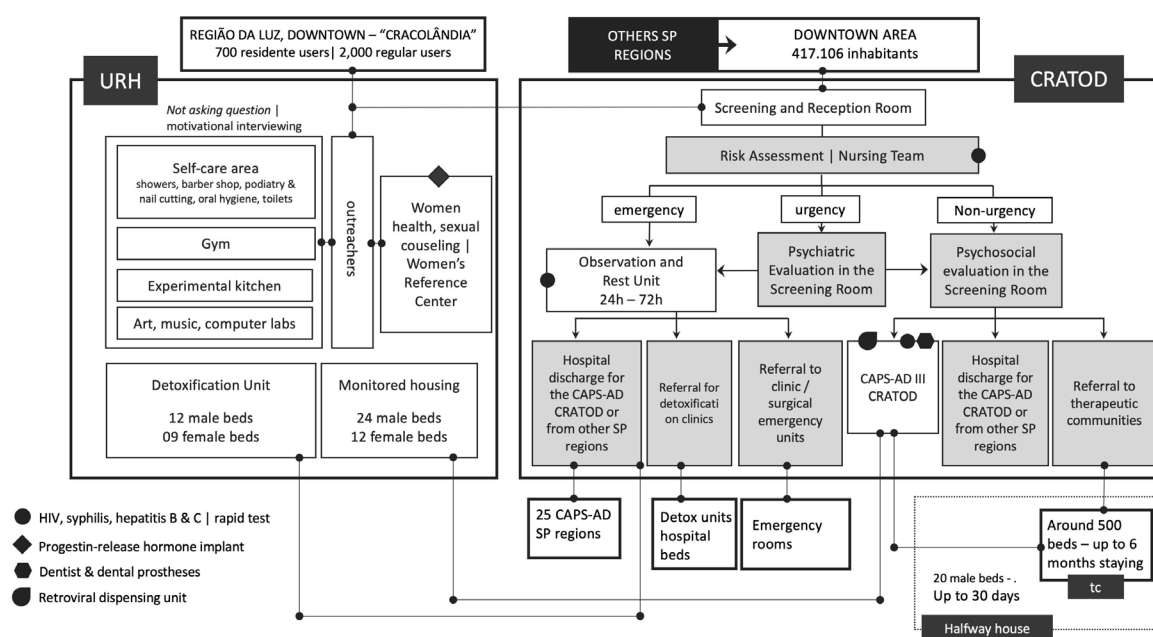 REGIÃO DA LUZ, DOWNTOWN – “CRACOLÂNDIA”
700 residente users| 2,000 regular users
OTHERS SP
REGIONS
DOWNTOWN AREA
417.106 inhabitants
URH
CRATOD
Not asking question |
motivational interviewing
Self-care area
showers, barber shop, podiatry &
nail cutting, oral hygiene, toilets
Gym
Experimental kitchen
Art, music, computer labs
outreachers
Women
health, sexual
couseling |
Women’s
Reference
Center
Detoxification Unit
12 male beds
09 female beds
Monitored housing
24 male beds
12 female beds
Screening and Reception Room
Risk Assessment | Nursing Team
emergency
urgency
Non-urgency
Observation and
Rest Unit
24h – 72h
Psychiatric
Evaluation in the
Screening Room
Psychosocial
evaluation in the
Screening Room
Hospital
discharge for
the CAPS-AD
CRATOD or
from other SP
regions
Referral for
detoxificati
on clinics
Referral to
clinic /
surgical
emergency
units
CAPS-AD III
CRATOD
Hospital
discharge for
the CAPS-AD
CRATOD or
from other SP
regions
Referral to
therapeutic
communities
25 CAPS-AD
SP regions
Detox units
hospital
beds
Emergency
rooms
Around 500
beds – up to 6
months staying
tc
20 male beds - .
Up to 30 days
Halfway house
HIV, syphilis, hepatitis B & C | rapid test
Progestin-release hormone implant
Dentist & dental prostheses
Retroviral dispensing unit